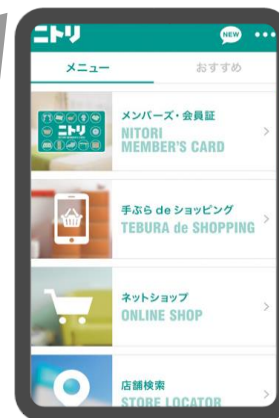 ニトリ NEW
メニュー おすすめ
ニトリ
メンバーズ・会員証
NITORI
MEMBER'S CARD
手ぶら de ショッピング
TEBURA de SHOPPING
ネットショップ
ONLINE SHOP
店舗検索
STORE LOCATOR